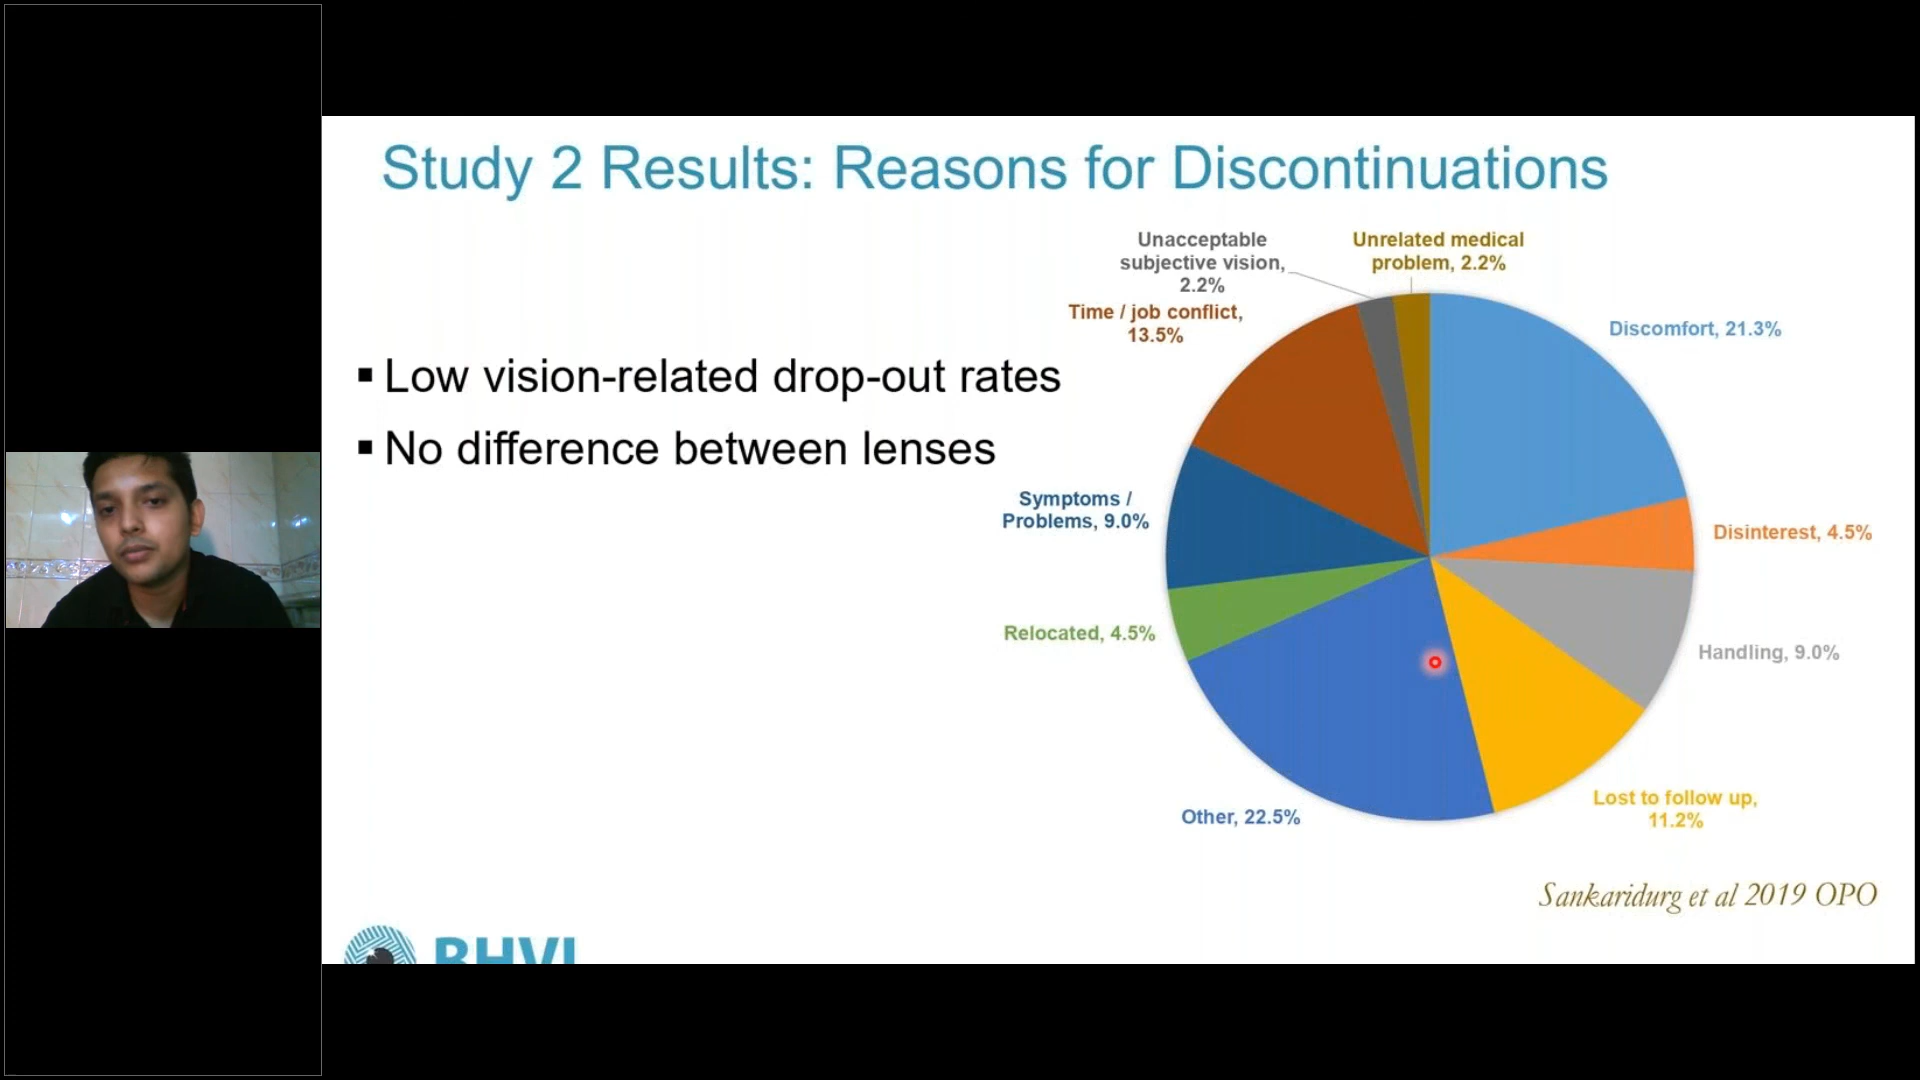 Study 2 Results: Reasons for Discontinuations
▪ Low vision-related drop-out rates
▪ No difference between lenses
Unacceptable
subjective vision,
2.2%
Unrelated medical
problem, 2.2%
Time / job conflict,
13.5%
Discomfort, 21.3%
Symptoms /
Problems, 9.0%
Disinterest, 4.5%
Relocated, 4.5%
Handling, 9.0%
Other, 22.5%
Lost to follow up,
11.2%
Sankaridurg et al 2019 OPO
BHVI